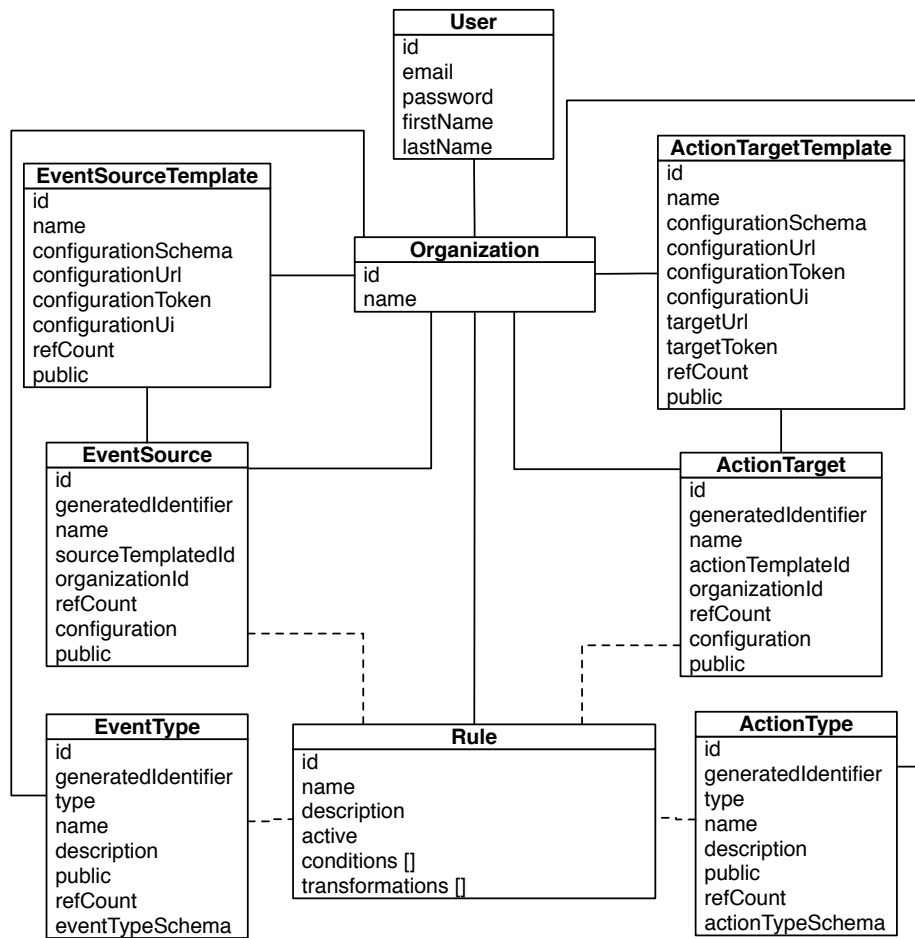 User
id
email
password
firstName
lastName
EventSourceTemplate
id
name
configurationSchema
configurationUrl
configurationToken
configurationUi
refCount
public
Organization
id
name
ActionTargetTemplate
id
name
configurationSchema
configurationUrl
configurationToken
configurationUi
targetUrl
targetToken
refCount
public
EventSource
id
generatedIdentifier
name
sourceTemplatedId
organizationId
refCount
configuration
public
ActionTarget
id
generatedIdentifier
name
actionTemplateId
organizationId
refCount
configuration
public
EventType
id
generatedIdentifier
type
name
description
public
refCount
eventTypeSchema
Rule
id
name
description
active
conditions []
transformations []
ActionType
id
generatedIdentifier
type
name
description
public
refCount
actionTypeSchema